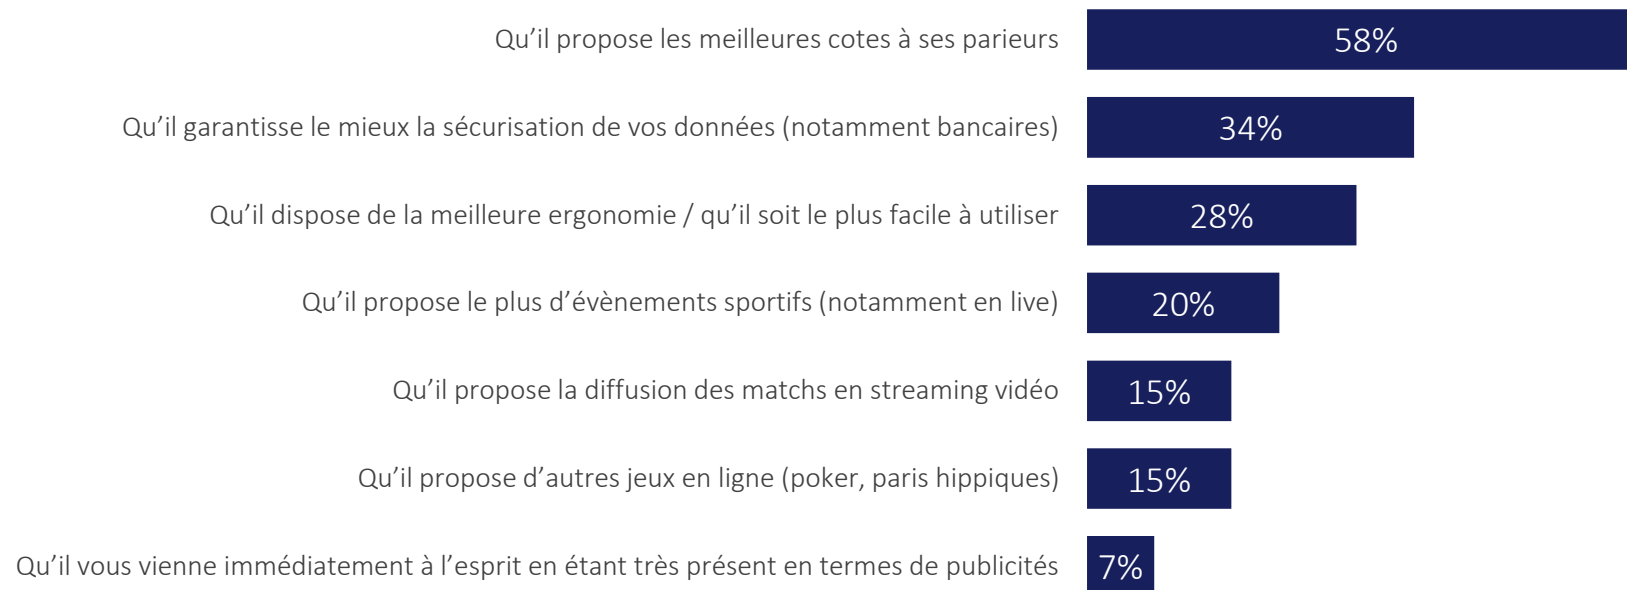 Qu’il propose les meilleures cotes à ses parieurs 58%
Qu’il garantisse le mieux la sécurisation de vos données (notamment bancaires) 34%
Qu’il dispose de la meilleure ergonomie / qu’il soit le plus facile à utiliser 28%
Qu’il propose le plus d’évènements sportifs (notamment en live) 20%
Qu’il propose la diffusion des matchs en streaming vidéo 15%
Qu’il propose d’autres jeux en ligne (poker, paris hippiques) 15%
Qu’il vous vienne immédiatement à l’esprit en étant très présent en termes de publicités 7%